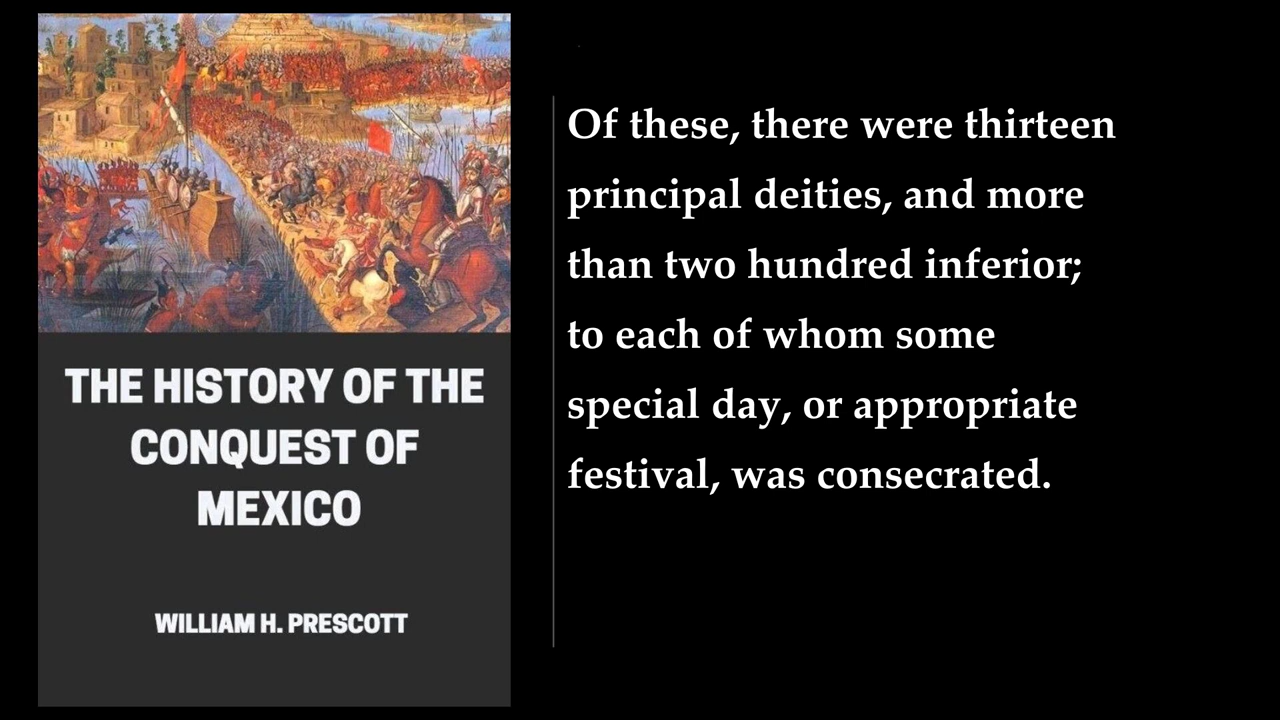 THE HISTORY OF THE
CONQUEST OF
MEXICO
WILLIAM H. PRESCOTT
Of these, there were thirteen
principal deities, and more
than two hundred inferior;
to each of whom some
special day, or appropriate
festival, was consecrated.